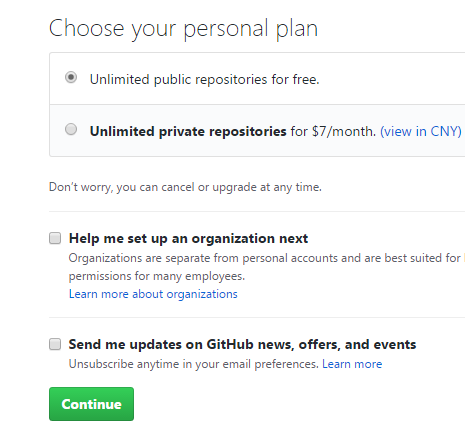 Choose your personal plan
Unlimited public repositories for free.
Unlimited private repositories for $7/month. (view in CNY)
Don't worry, you can cancel or upgrade at any time.
Help me set up an organization next
Organizations are separate from personal accounts and are best suited for
permissions for many employees.
Learn more about organizations
Send me updates on GitHub news, offers, and events
Unsubscribe anytime in your email preferences. Learn more
Continue